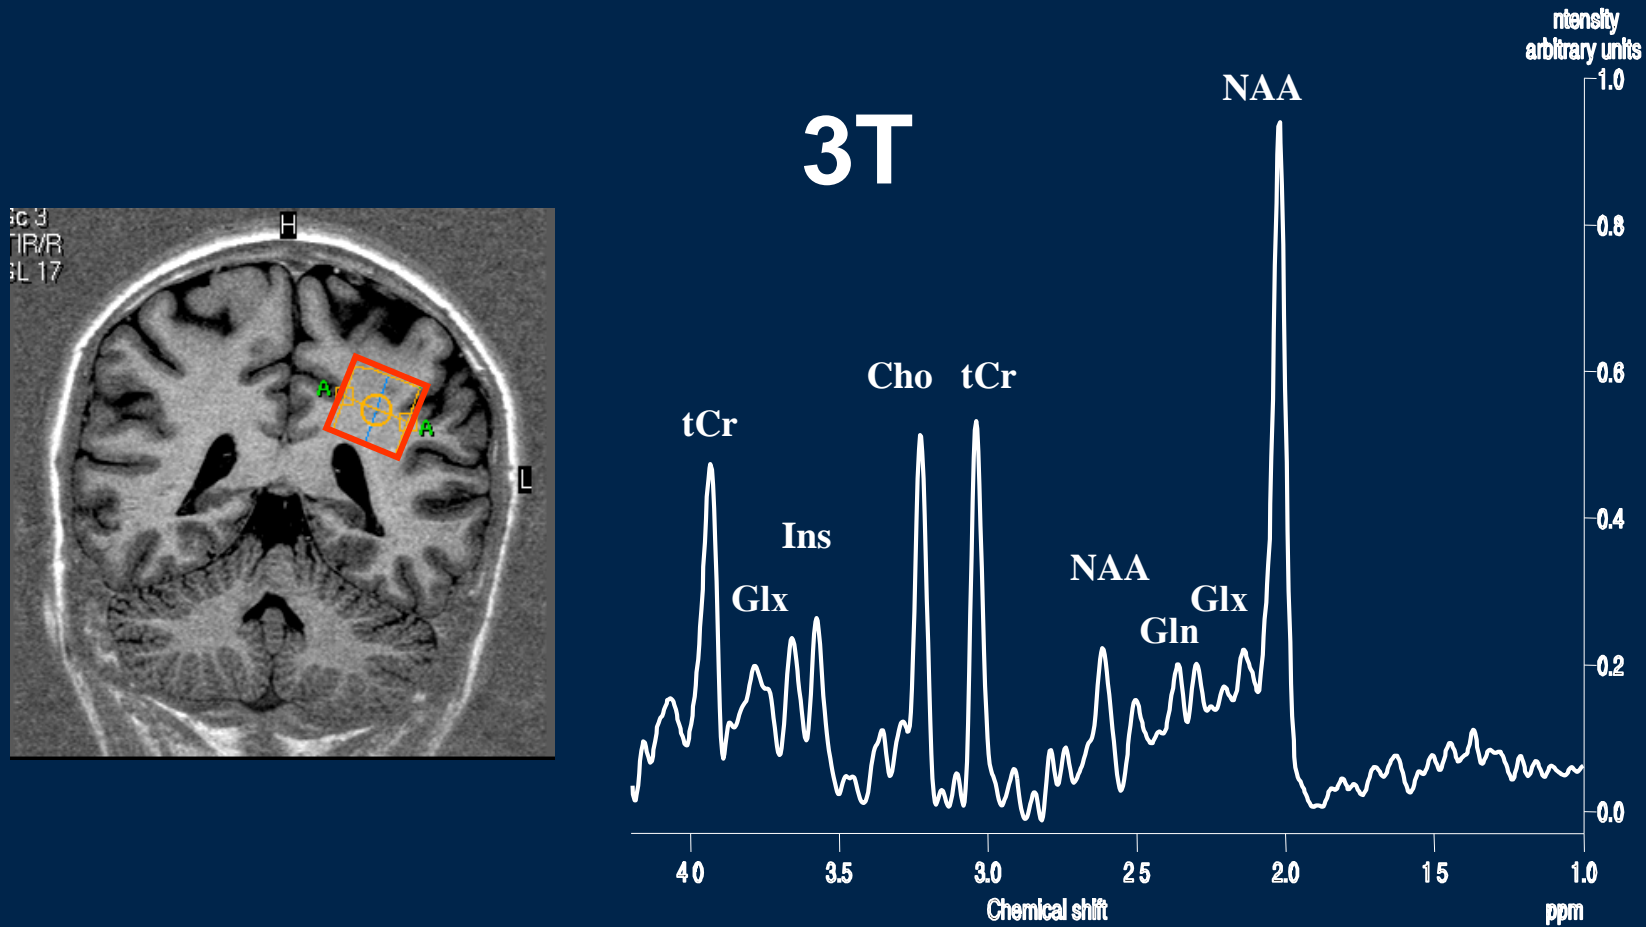 ntensity
arbitrary units
3T
NAA
1.0
0.8
0.6
0.4
0.2
0.0
H
TIR/R
L 17
A
A
L
tCr
Glx
Ins
Cho
tCr
NAA
Gln
Glx
4 0
3.5
3.0
2 5
2.0
1 5
1.0
Chemical shift
ppm